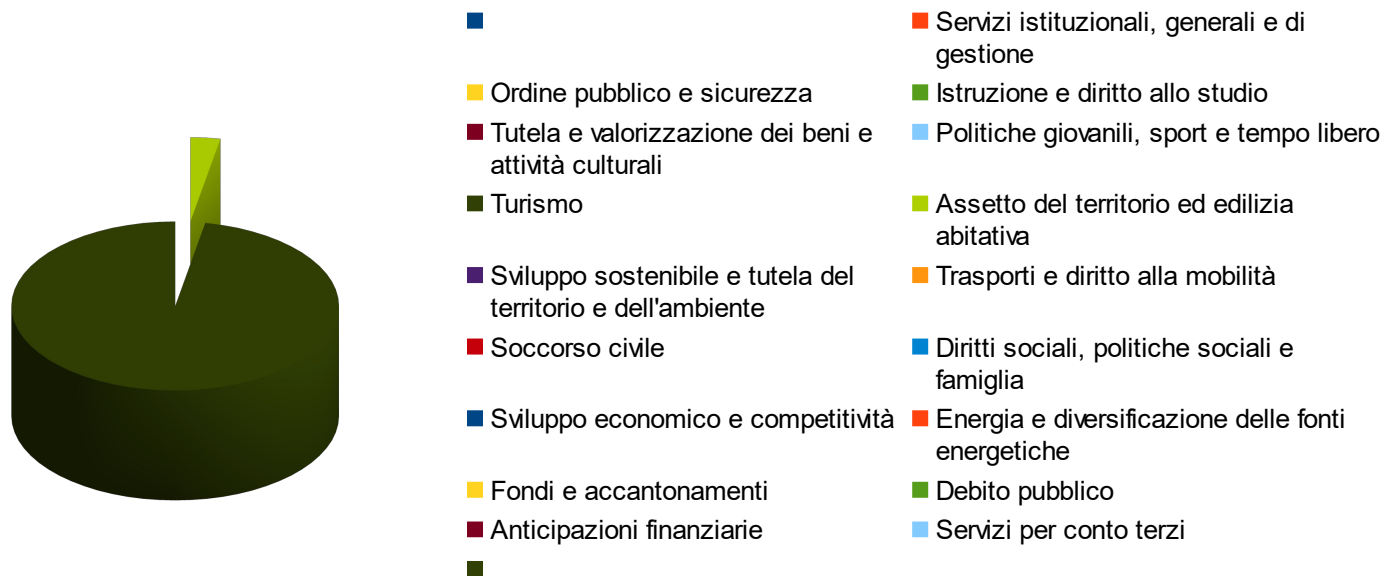 Servizi istituzionali, generali e di
gestione
Ordine pubblico e sicurezza
Istruzione e diritto allo studio
Tutela e valorizzazione dei beni e
attività culturali
Politiche giovanili, sport e tempo libero
Turismo
Assetto del territorio ed edilizia
abitativa
Sviluppo sostenibile e tutela del
territorio e dell'ambiente
Trasporti e diritto alla mobilità
Soccorso civile
Diritti sociali, politiche sociali e
famiglia
Sviluppo economico e competitività
Energia e diversificazione delle fonti
energetiche
Fondi e accantonamenti
Debito pubblico
Anticipazioni finanziarie
Servizi per conto terzi